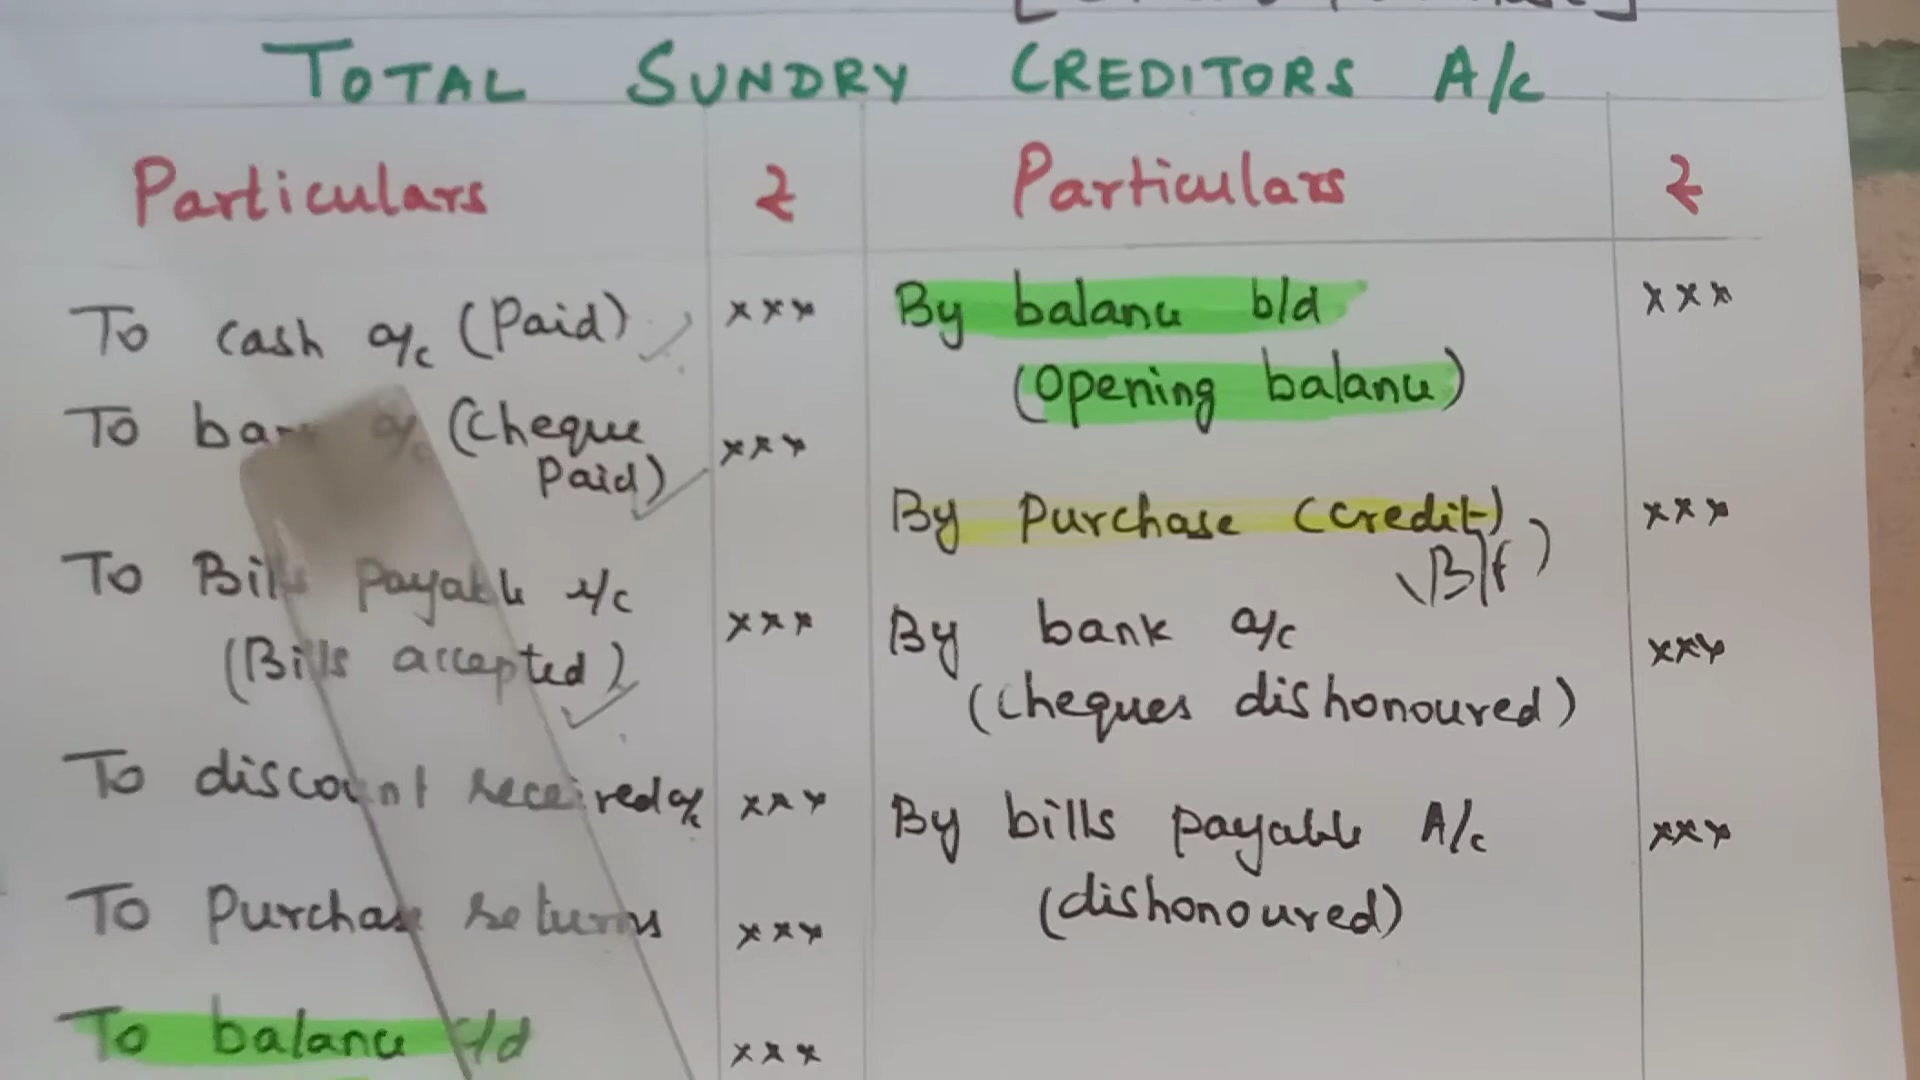 TOTAL SUNDRY CREDITORS A/c
Particulars ₹ Particulars ₹
To cash a/c (Paid) xxx
To bank a/c (Cheque xxx
Paid)
To Bills payable a/c
(Bills accepted) xxx
To discount received a/c xxx
To Purchase returns xxx
To balance c/d xxx
By balance b/d xxx
(Opening balance)
By Purchase (credit) xxx
(B/f)
By bank a/c xxx
(Cheques dishonoured)
By bills payable A/c xxx
(dishonoured)